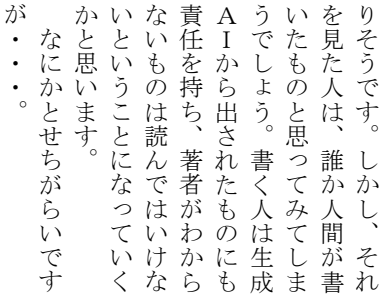 りそうです。しかし、それ
を見た人は、誰か人間が書
いたものと思ってみてしま
うでしょう。書く人は生成
ＡＩから出されたものにも
責任を持ち、著者がわから
ないものは読んではいけな
いということになっていく
かと思います。
　なにかとせちがらいです
が・・・。